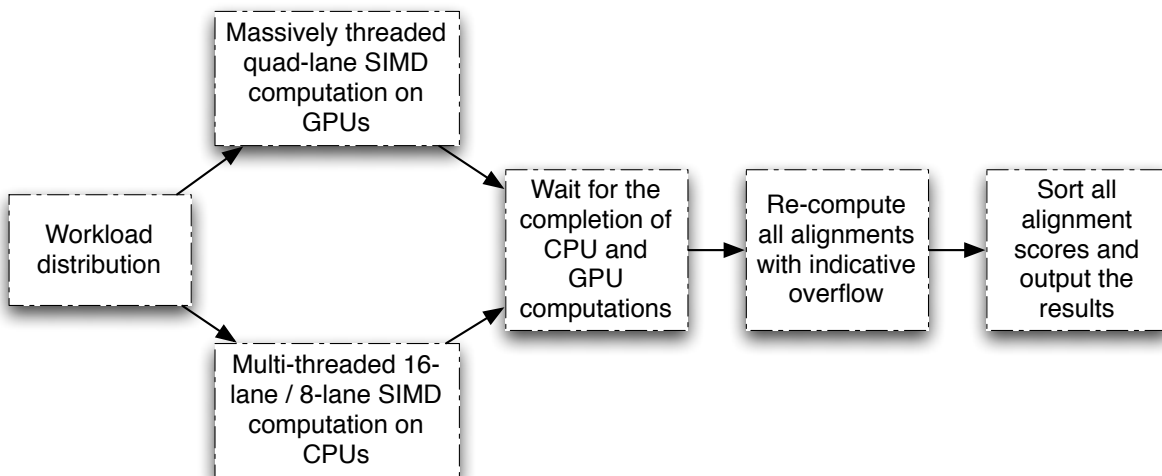 Massively threaded
quad-lane SIMD
computation on
GPUs
Workload
distribution
Multi-threaded 16-
lane / 8-lane SIMD
computation on
CPUs
Wait for the
completion of
CPU and
GPU
computations
Re-compute
all alignments
with indicative
overflow
Sort all
alignment
scores and
output the
results